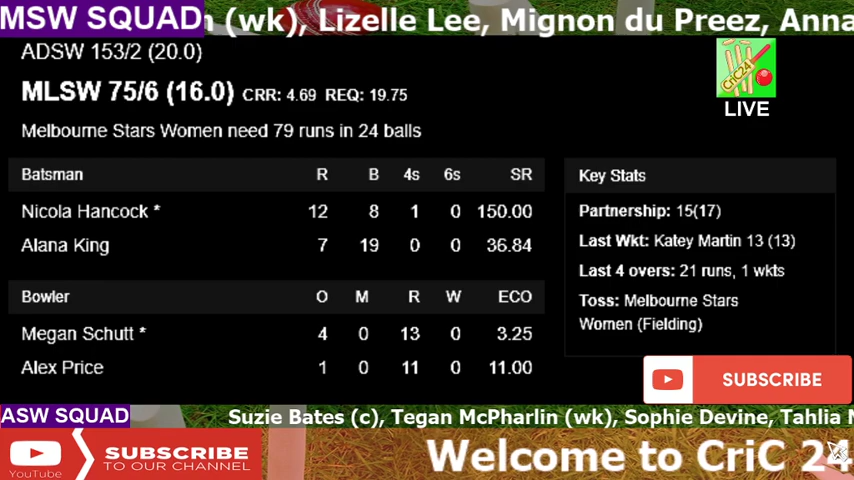 MSW SQUAD n (wk), Lizelle Lee, Mignon du Preez, Anna
ADSW 153/2 (20.0)
MLSW 75/6 (16.0) CRR: 4.69 REQ: 19.75
Melbourne Stars Women need 79 runs in 24 balls
CriC24
LIVE
Batsman R B 4s 6s SR
Nicola Hancock * 12 8 1 0 150.00
Alana King 7 19 0 0 36.84
Bowler O M R W ECO
Megan Schutt * 4 0 13 0 3.25
Alex Price 1 0 11 0 11.00
Key Stats
Partnership: 15(17)
Last Wkt: Katey Martin 13 (13)
Last 4 overs: 21 runs, 1 wkts
Toss: Melbourne Stars
Women (Fielding)
SUBSCRIBE
ASW SQUAD Suzie Bates (c), Tegan McPharlin (wk), Sophie Devine, Tahlia M
YouTube
SUBSCRIBE
TO OUR CHANNEL
Welcome to CriC 24